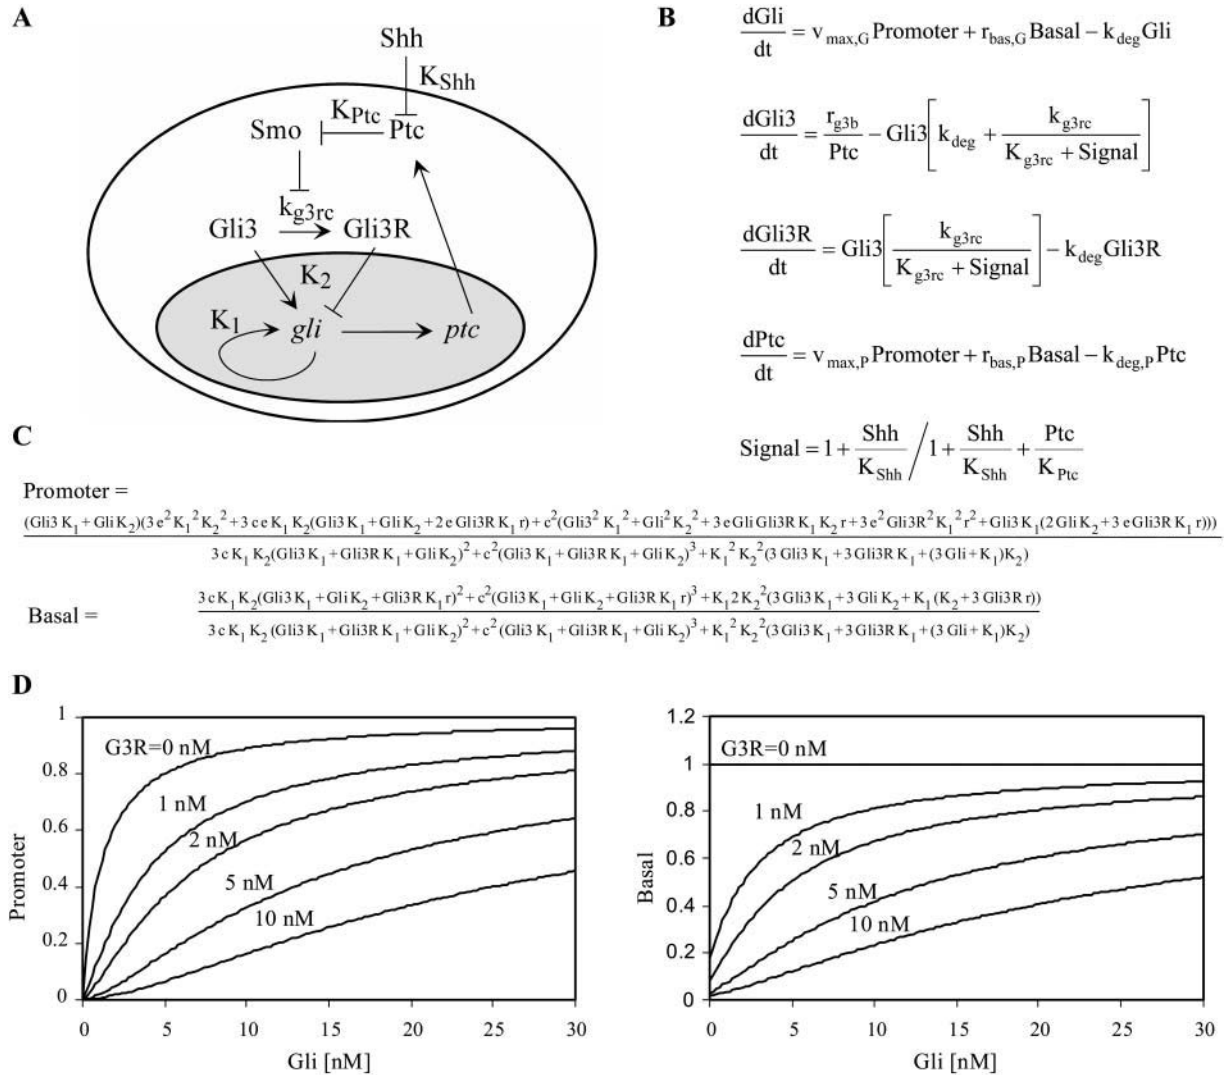 A
Shh
K_Shh
K_Ptc
Smo
Ptc
k_g3rc
Gli3
Gli3R
K_2
K_1
gli
ptc
B
dGli/dt = v_max,G Promoter + r_bas,G Basal − k_deg Gli
dGli3/dt = r_g3b/Ptc − Gli3[k_deg + k_g3rc/(K_g3rc + Signal)]
dGli3R/dt = Gli3[k_g3rc/(K_g3rc + Signal)] − k_deg Gli3R
dPtc/dt = v_max,P Promoter + r_bas,P Basal − k_deg,P Ptc
Signal = 1 + Shh/K_Shh / 1 + Shh/K_Shh + Ptc/K_Ptc
C
Promoter =
(Gli3 K_1 + Gli K_2)(3 e^2 K_1^2 K_2^2 + 3 c e K_1 K_2 (Gli3 K_1 + Gli K_2 + 2 e Gli3R K_1 r) + c^2 (Gli3^2 K_1^2 + Gli^2 K_2^2 + 3 e Gli Gli3R K_1 K_2 r + 3 e^2 Gli3R^2 K_1^2 r^2 + Gli3 K_1 (2 Gli K_2 + 3 e Gli3R K_1 r)))
3 c K_1 K_2 (Gli3 K_1 + Gli3R K_1 + Gli K_2)^2 + c^2 (Gli3 K_1 + Gli3R K_1 + Gli K_2)^3 + K_1^2 K_2^2 (3 Gli3 K_1 + 3 Gli3R K_1 + (3 Gli + K_1) K_2)
Basal =
3 c K_1 K_2 (Gli3 K_1 + Gli K_2 + Gli3R K_1 r)^2 + c^2 (Gli3 K_1 + Gli K_2 + Gli3R K_1 r)^3 + K_1 2 K_2^2 (3 Gli3 K_1 + 3 Gli K_2 + K_1 (K_2 + 3 Gli3R r))
3 c K_1 K_2 (Gli3 K_1 + Gli3R K_1 + Gli K_2)^2 + c^2 (Gli3 K_1 + Gli3R K_1 + Gli K_2)^3 + K_1^2 K_2^2 (3 Gli3 K_1 + 3 Gli3R K_1 + (3 Gli + K_1) K_2)
D
Promoter
1
0.8
0.6
0.4
0.2
0
G3R=0 nM
1 nM
2 nM
5 nM
10 nM
0 5 10 15 20 25 30
Gli [nM]
Basal
1.2
1
0.8
0.6
0.4
0.2
0
G3R=0 nM
1 nM
2 nM
5 nM
10 nM
0 5 10 15 20 25 30
Gli [nM]